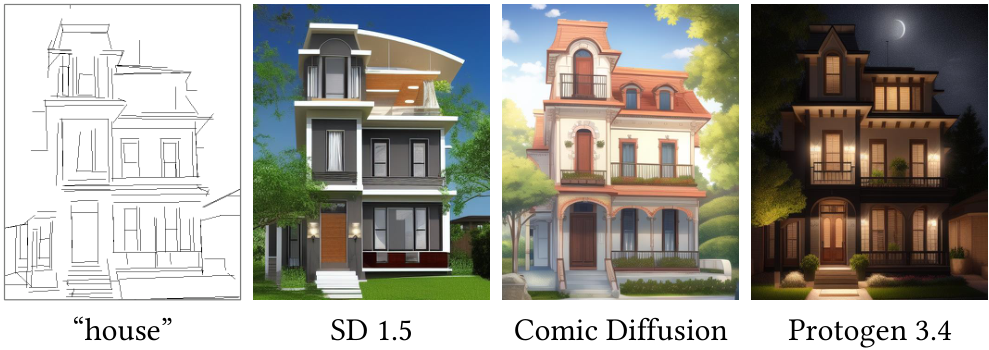 “house”
SD 1.5
Comic Diffusion
Protogen 3.4